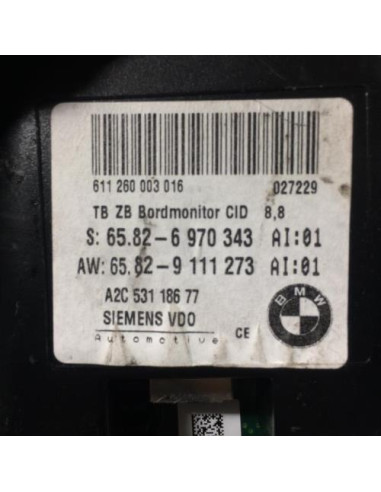 611 260 003 016 027229
TB ZB Bordmonitor CID 8,8
S: 65.82-6 970 343 AI:01
AW: 65.82-9 111 273 AI:01
A2C 531 186 77
SIEMENS VDO
Automotive CE
BMW